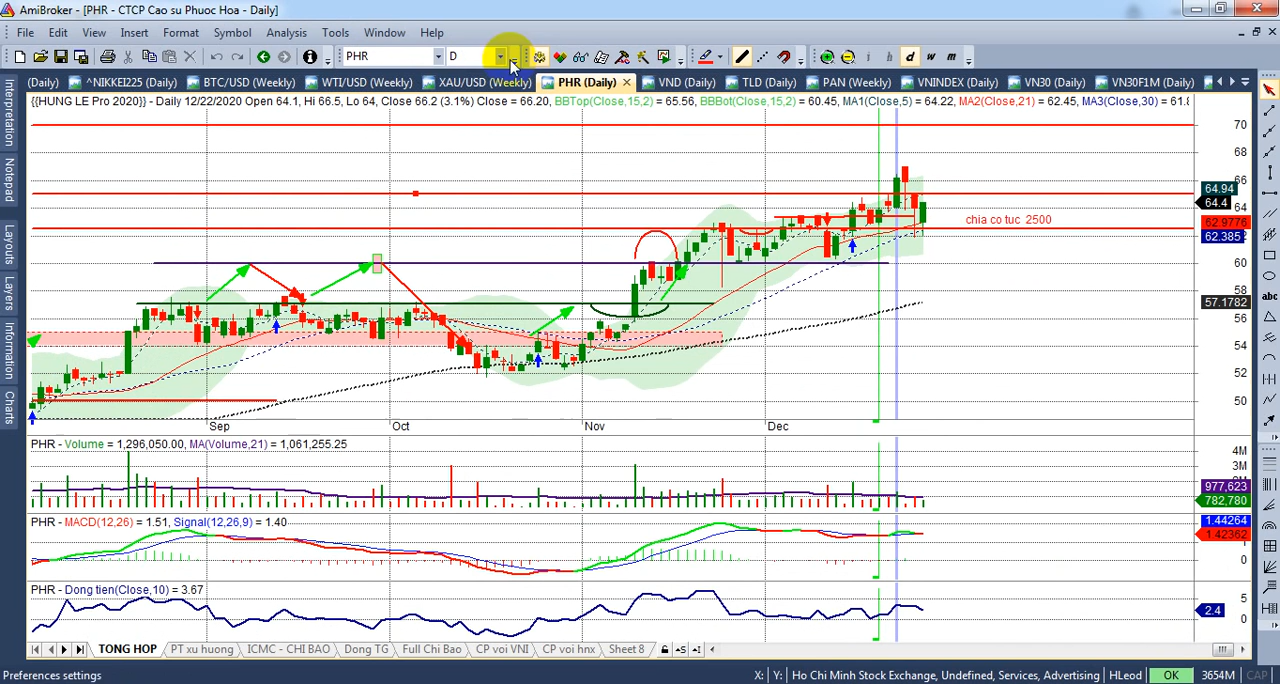 AmiBroker - [PHR - CTCP Cao su Phuoc Hoa - Daily]
File Edit View Insert Format Symbol Analysis Tools Window Help
PHR D i h d w m
(Daily) ^NIKKEI225 (Daily) BTC/USD (Weekly) WTI/USD (Weekly) XAU/USD (Weekly) PHR (Daily) VND (Daily) TLD (Daily) PAN (Weekly) VNINDEX (Daily) VN30 (Daily) VN30F1M (Daily)
{{HUNG LE Pro 2020}} - Daily 12/22/2020 Open 64.1, Hi 66.5, Lo 64, Close 66.2 (3.1%) Close = 66.20, BBTop(Close,15,2) = 65.56, BBBot(Close,15,2) = 60.45, MA1(Close,5) = 64.22, MA2(Close,21) = 62.45, MA3(Close,30) = 61.8
Interpretation
Notepad
Layouts
Layers
Information
Charts
abc
70
68
66
64.94
64.4
64
62.9776
62.385
60
58
57.1782
56
54
52
50
chia co tuc 2500
Sep Oct Nov Dec
PHR - Volume = 1,296,050.00, MA(Volume,21) = 1,061,255.25
4M
3M
977,623
782,780
PHR - MACD(12,26) = 1.51, Signal(12,26,9) = 1.40
1.44264
1.42362
0
PHR - Dong tien(Close,10) = 3.67
5
2.4
0
TONG HOP PT xu huong ICMC - CHI BAO Dong TG Full Chi Bao CP voi VNI CP voi hnx Sheet 8
Preferences settings X: Y: Ho Chi Minh Stock Exchange, Undefined, Services, Advertising HLeod OK 3654M CAP